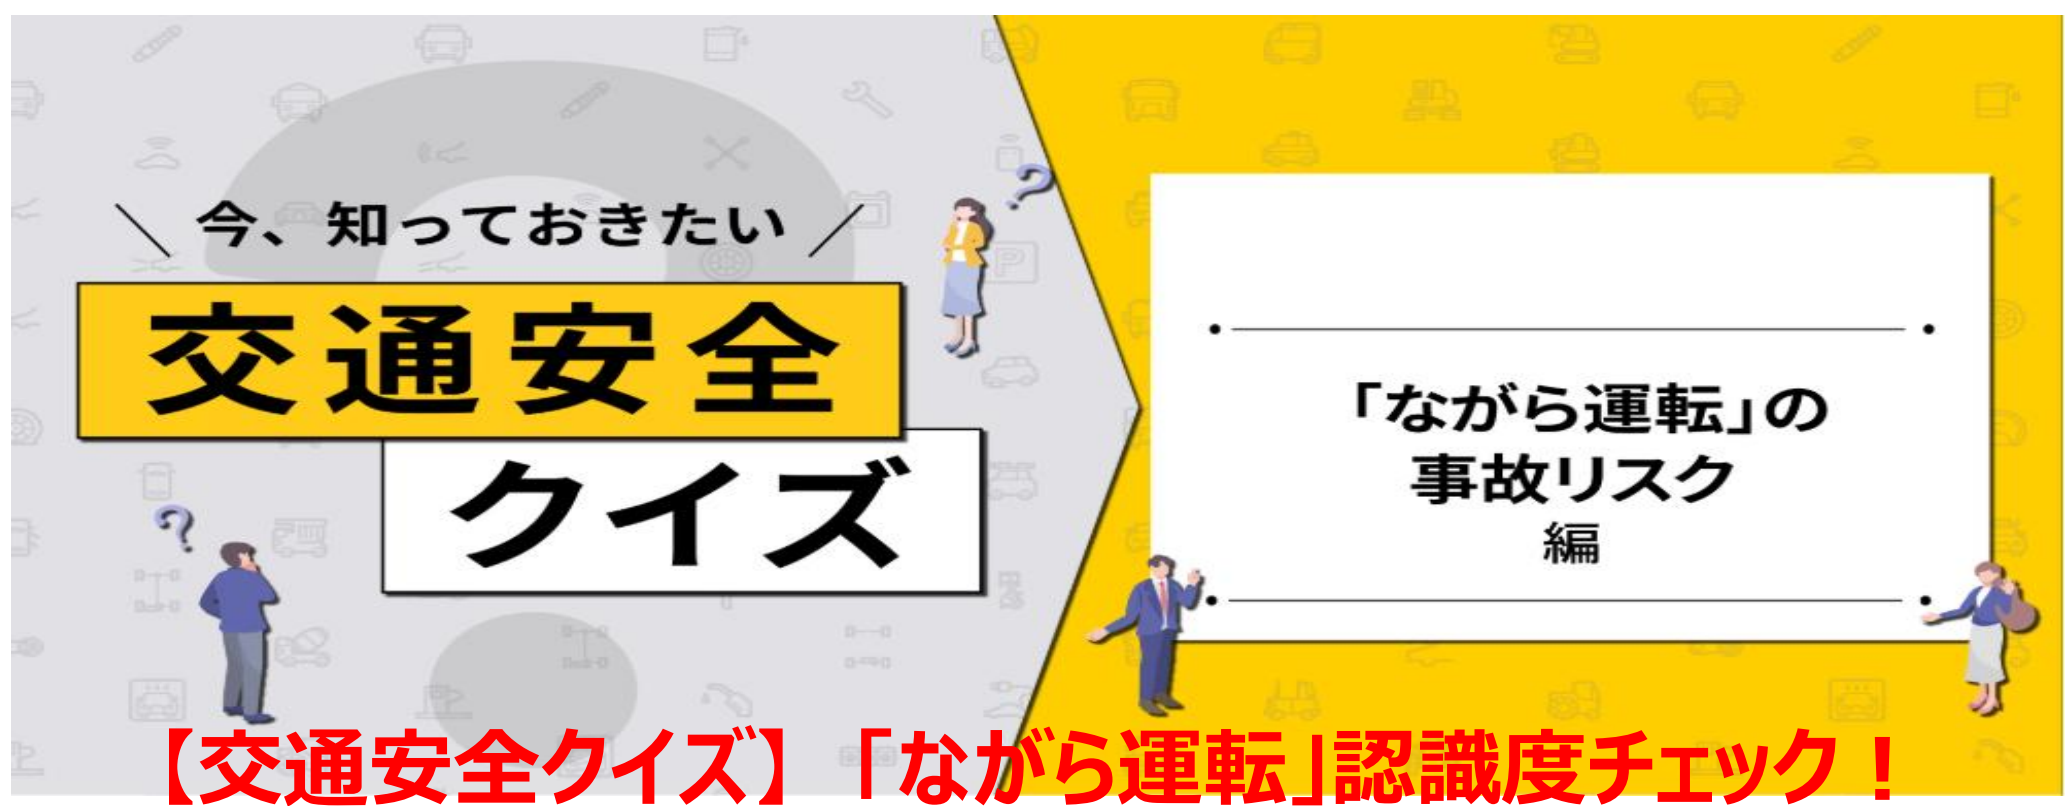 今、知っておきたい
交通安全
クイズ
「ながら運転」の
事故リスク
編
【交通安全クイズ】「ながら運転」認識度チェック！